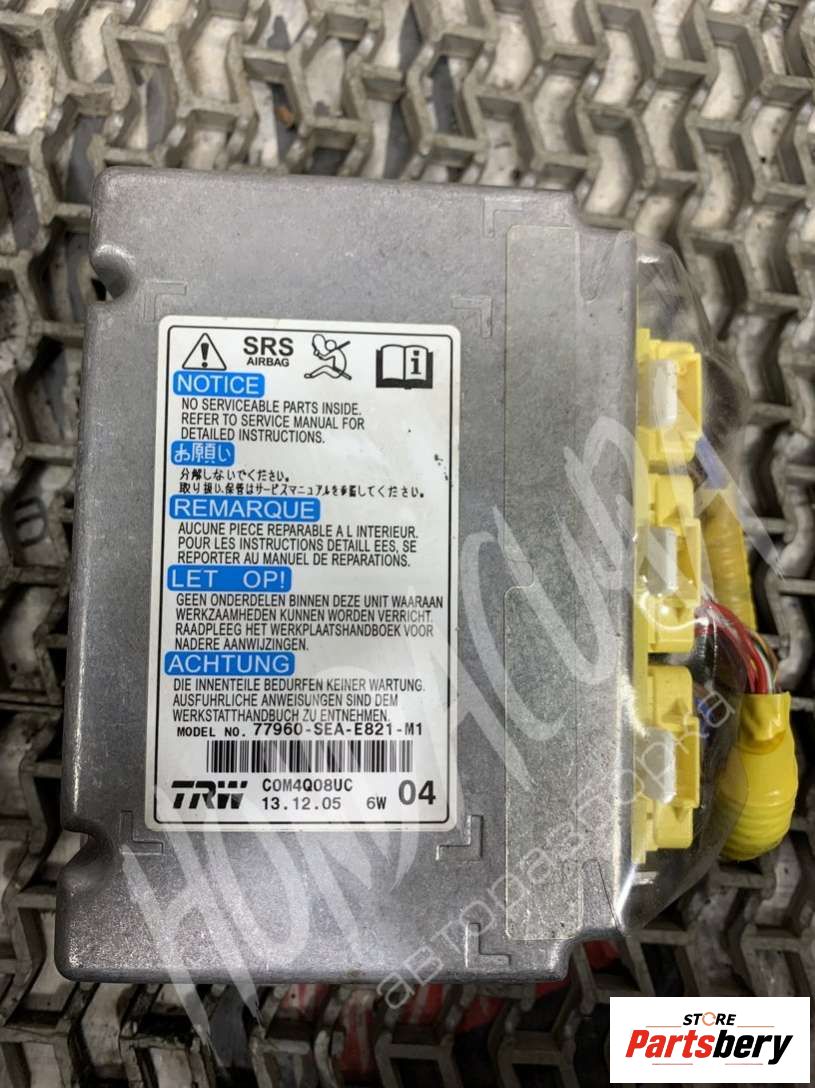 SRS
AIRBAG
NOTICE
NO SERVICEABLE PARTS INSIDE.
REFER TO SERVICE MANUAL FOR
DETAILED INSTRUCTIONS.
お願い
分解しないでください。
取り扱い、保管はサービスマニュアルを参照してください。
REMARQUE
AUCUNE PIECE REPARABLE A L INTERIEUR.
POUR LES INSTRUCTIONS DETAILL EES, SE
REPORTER AU MANUEL DE REPARATIONS.
LET OP!
GEEN ONDERDELEN BINNEN DEZE UNIT WAARAAN
WERKZAAMHEDEN KUNNEN WORDEN VERRICHT.
RAADPLEEG HET WERKPLAATSHANDBOEK VOOR
NADERE AANWIJZINGEN.
ACHTUNG
DIE INNENTEILE BEDURFEN KEINER WARTUNG.
AUSFUHRLICHE ANWEISUNGEN SIND DEM
WERKSTATTHANDBUCH ZU ENTNEHMEN.
MODEL NO. 77960-SEA-E821-M1
C0M4Q08UC
TRW 13.12.05 6W 04
HONDACURA
авторазборка
STORE
Partsbery